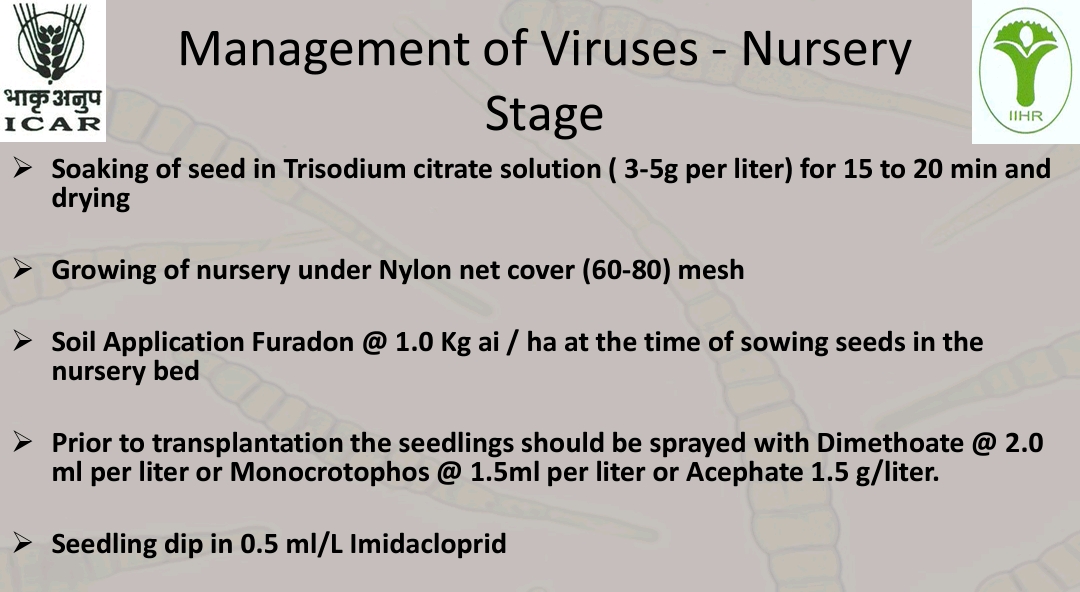 भाकृअनुप
ICAR
Management of Viruses - Nursery
Stage
IIHR
➢ Soaking of seed in Trisodium citrate solution ( 3-5g per liter) for 15 to 20 min and
drying
➢ Growing of nursery under Nylon net cover (60-80) mesh
➢ Soil Application Furadon @ 1.0 Kg ai / ha at the time of sowing seeds in the
nursery bed
➢ Prior to transplantation the seedlings should be sprayed with Dimethoate @ 2.0
ml per liter or Monocrotophos @ 1.5ml per liter or Acephate 1.5 g/liter.
➢ Seedling dip in 0.5 ml/L Imidacloprid